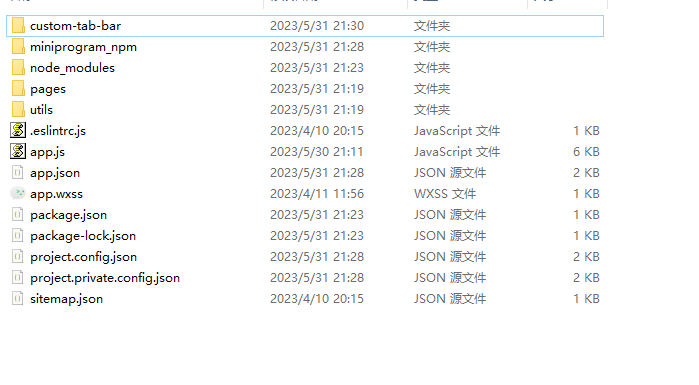 custom-tab-bar 2023/5/31 21:30 文件夹
miniprogram_npm 2023/5/31 21:28 文件夹
node_modules 2023/5/31 21:23 文件夹
pages 2023/5/31 21:19 文件夹
utils 2023/5/31 21:19 文件夹
.eslintrc.js 2023/4/10 20:15 JavaScript 文件 1 KB
app.js 2023/5/30 21:11 JavaScript 文件 6 KB
app.json 2023/5/31 21:28 JSON 源文件 2 KB
app.wxss 2023/4/11 11:56 WXSS 文件 1 KB
package.json 2023/5/31 21:23 JSON 源文件 1 KB
package-lock.json 2023/5/31 21:23 JSON 源文件 1 KB
project.config.json 2023/5/31 21:28 JSON 源文件 2 KB
project.private.config.json 2023/5/31 21:28 JSON 源文件 2 KB
sitemap.json 2023/4/10 20:15 JSON 源文件 1 KB